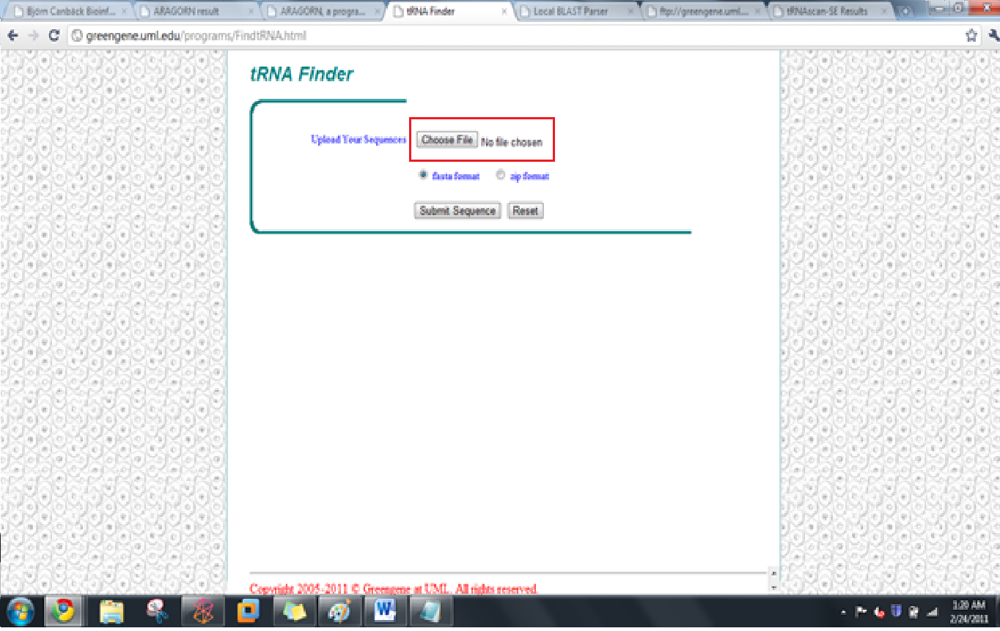 Björn Canbäck Bioinf... ARAGORN result ARAGORN, a progra... tRNA Finder Local BLAST Parser ftp://greengene.uml.... tRNAscan-SE Results
greengene.uml.edu/programs/FindtRNA.html
tRNA Finder
Upload Your Sequences Choose File No file chosen
fasta format zip format
Submit Sequence Reset
Copyright 2005-2011 © Greengene at UML. All rights reserved.
1:20 AM
2/24/2011